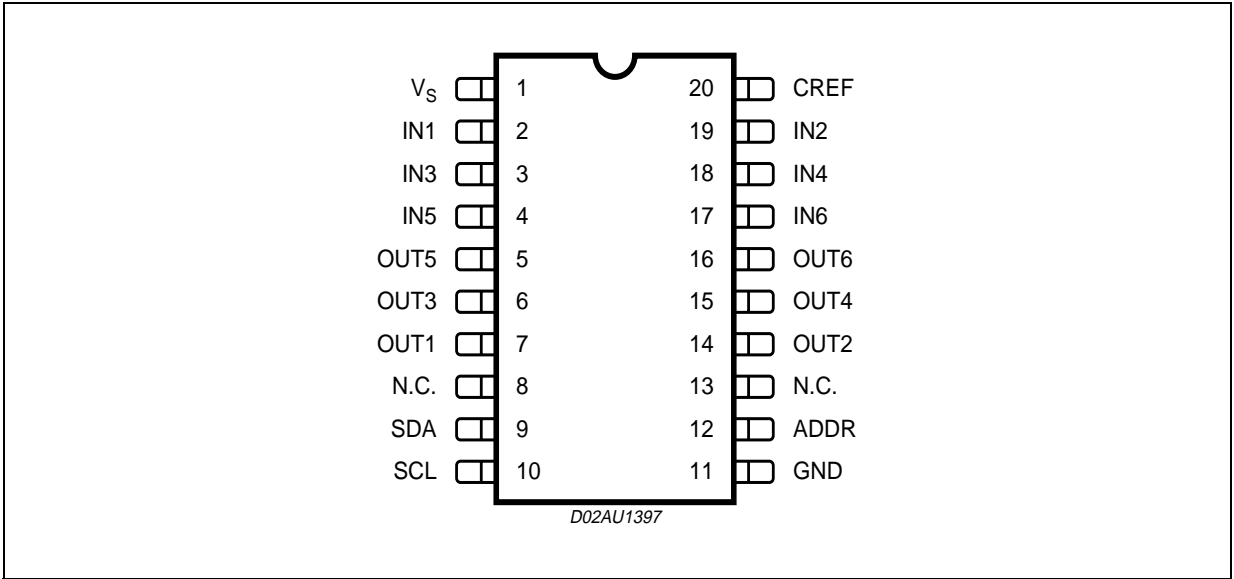 VS 1 20 CREF
IN1 2 19 IN2
IN3 3 18 IN4
IN5 4 17 IN6
OUT5 5 16 OUT6
OUT3 6 15 OUT4
OUT1 7 14 OUT2
N.C. 8 13 N.C.
SDA 9 12 ADDR
SCL 10 11 GND
D02AU1397